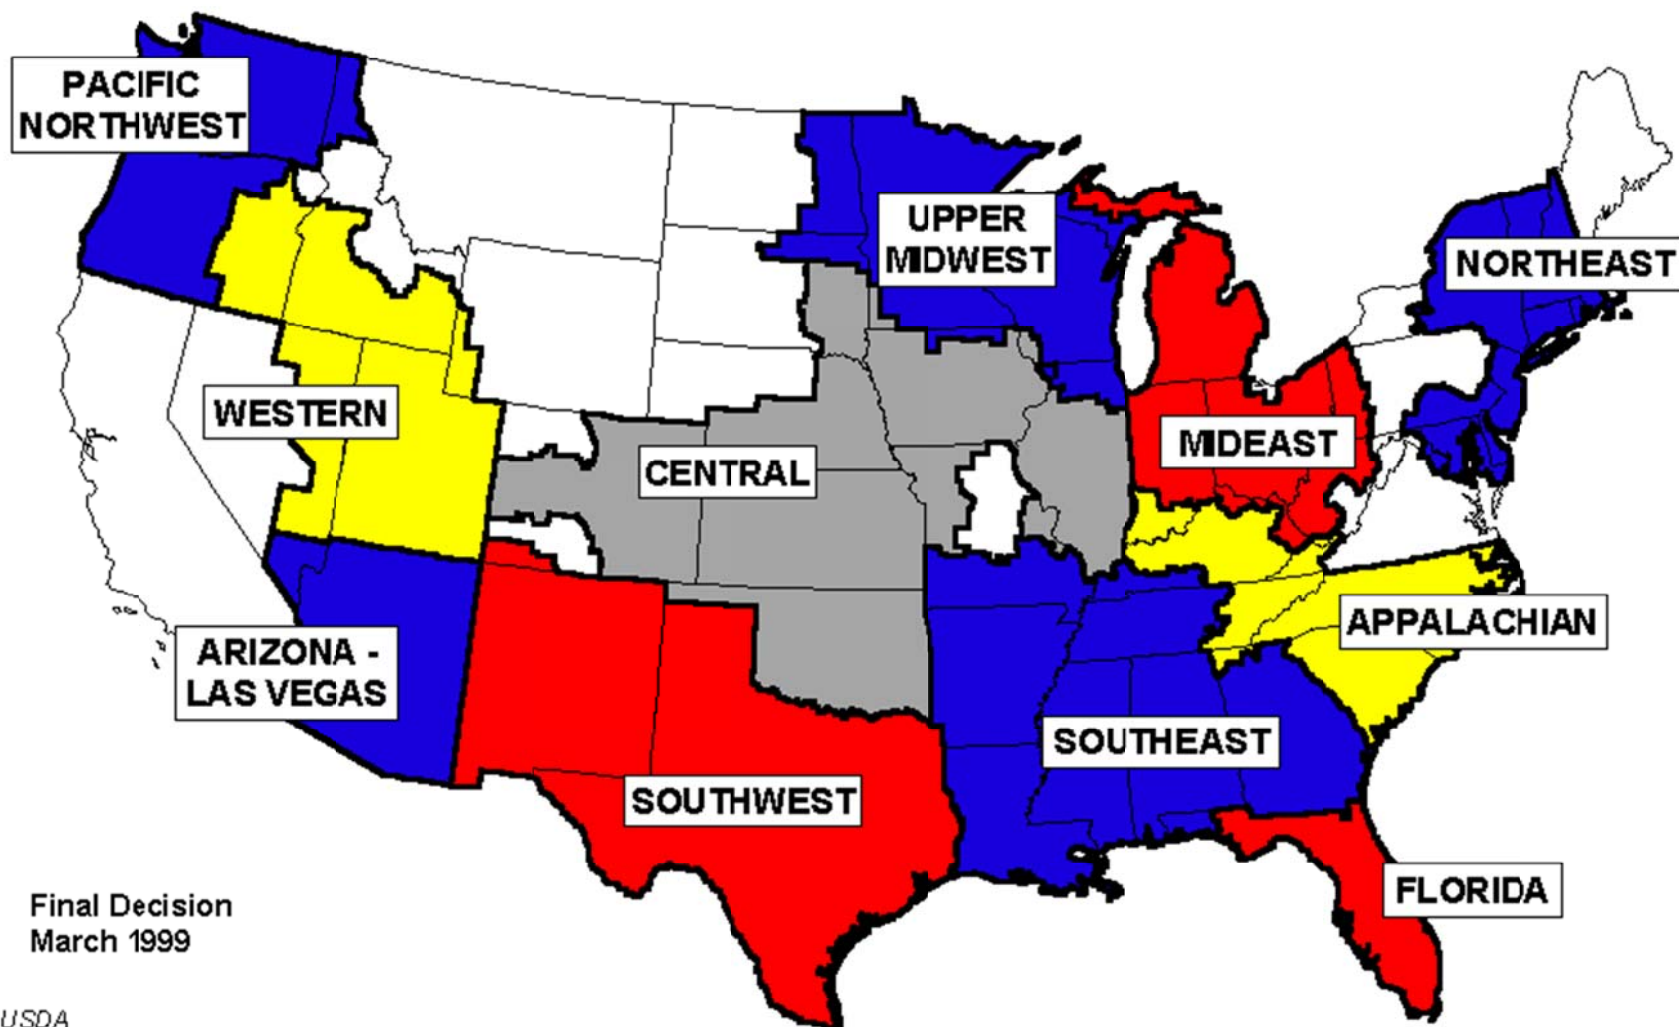 PACIFIC
NORTHWEST
UPPER
MIDWEST
NORTHEAST
WESTERN
CENTRAL
MIDEAST
APPALACHIAN
ARIZONA -
LAS VEGAS
SOUTHEAST
SOUTHWEST
FLORIDA
Final Decision
March 1999
USDA